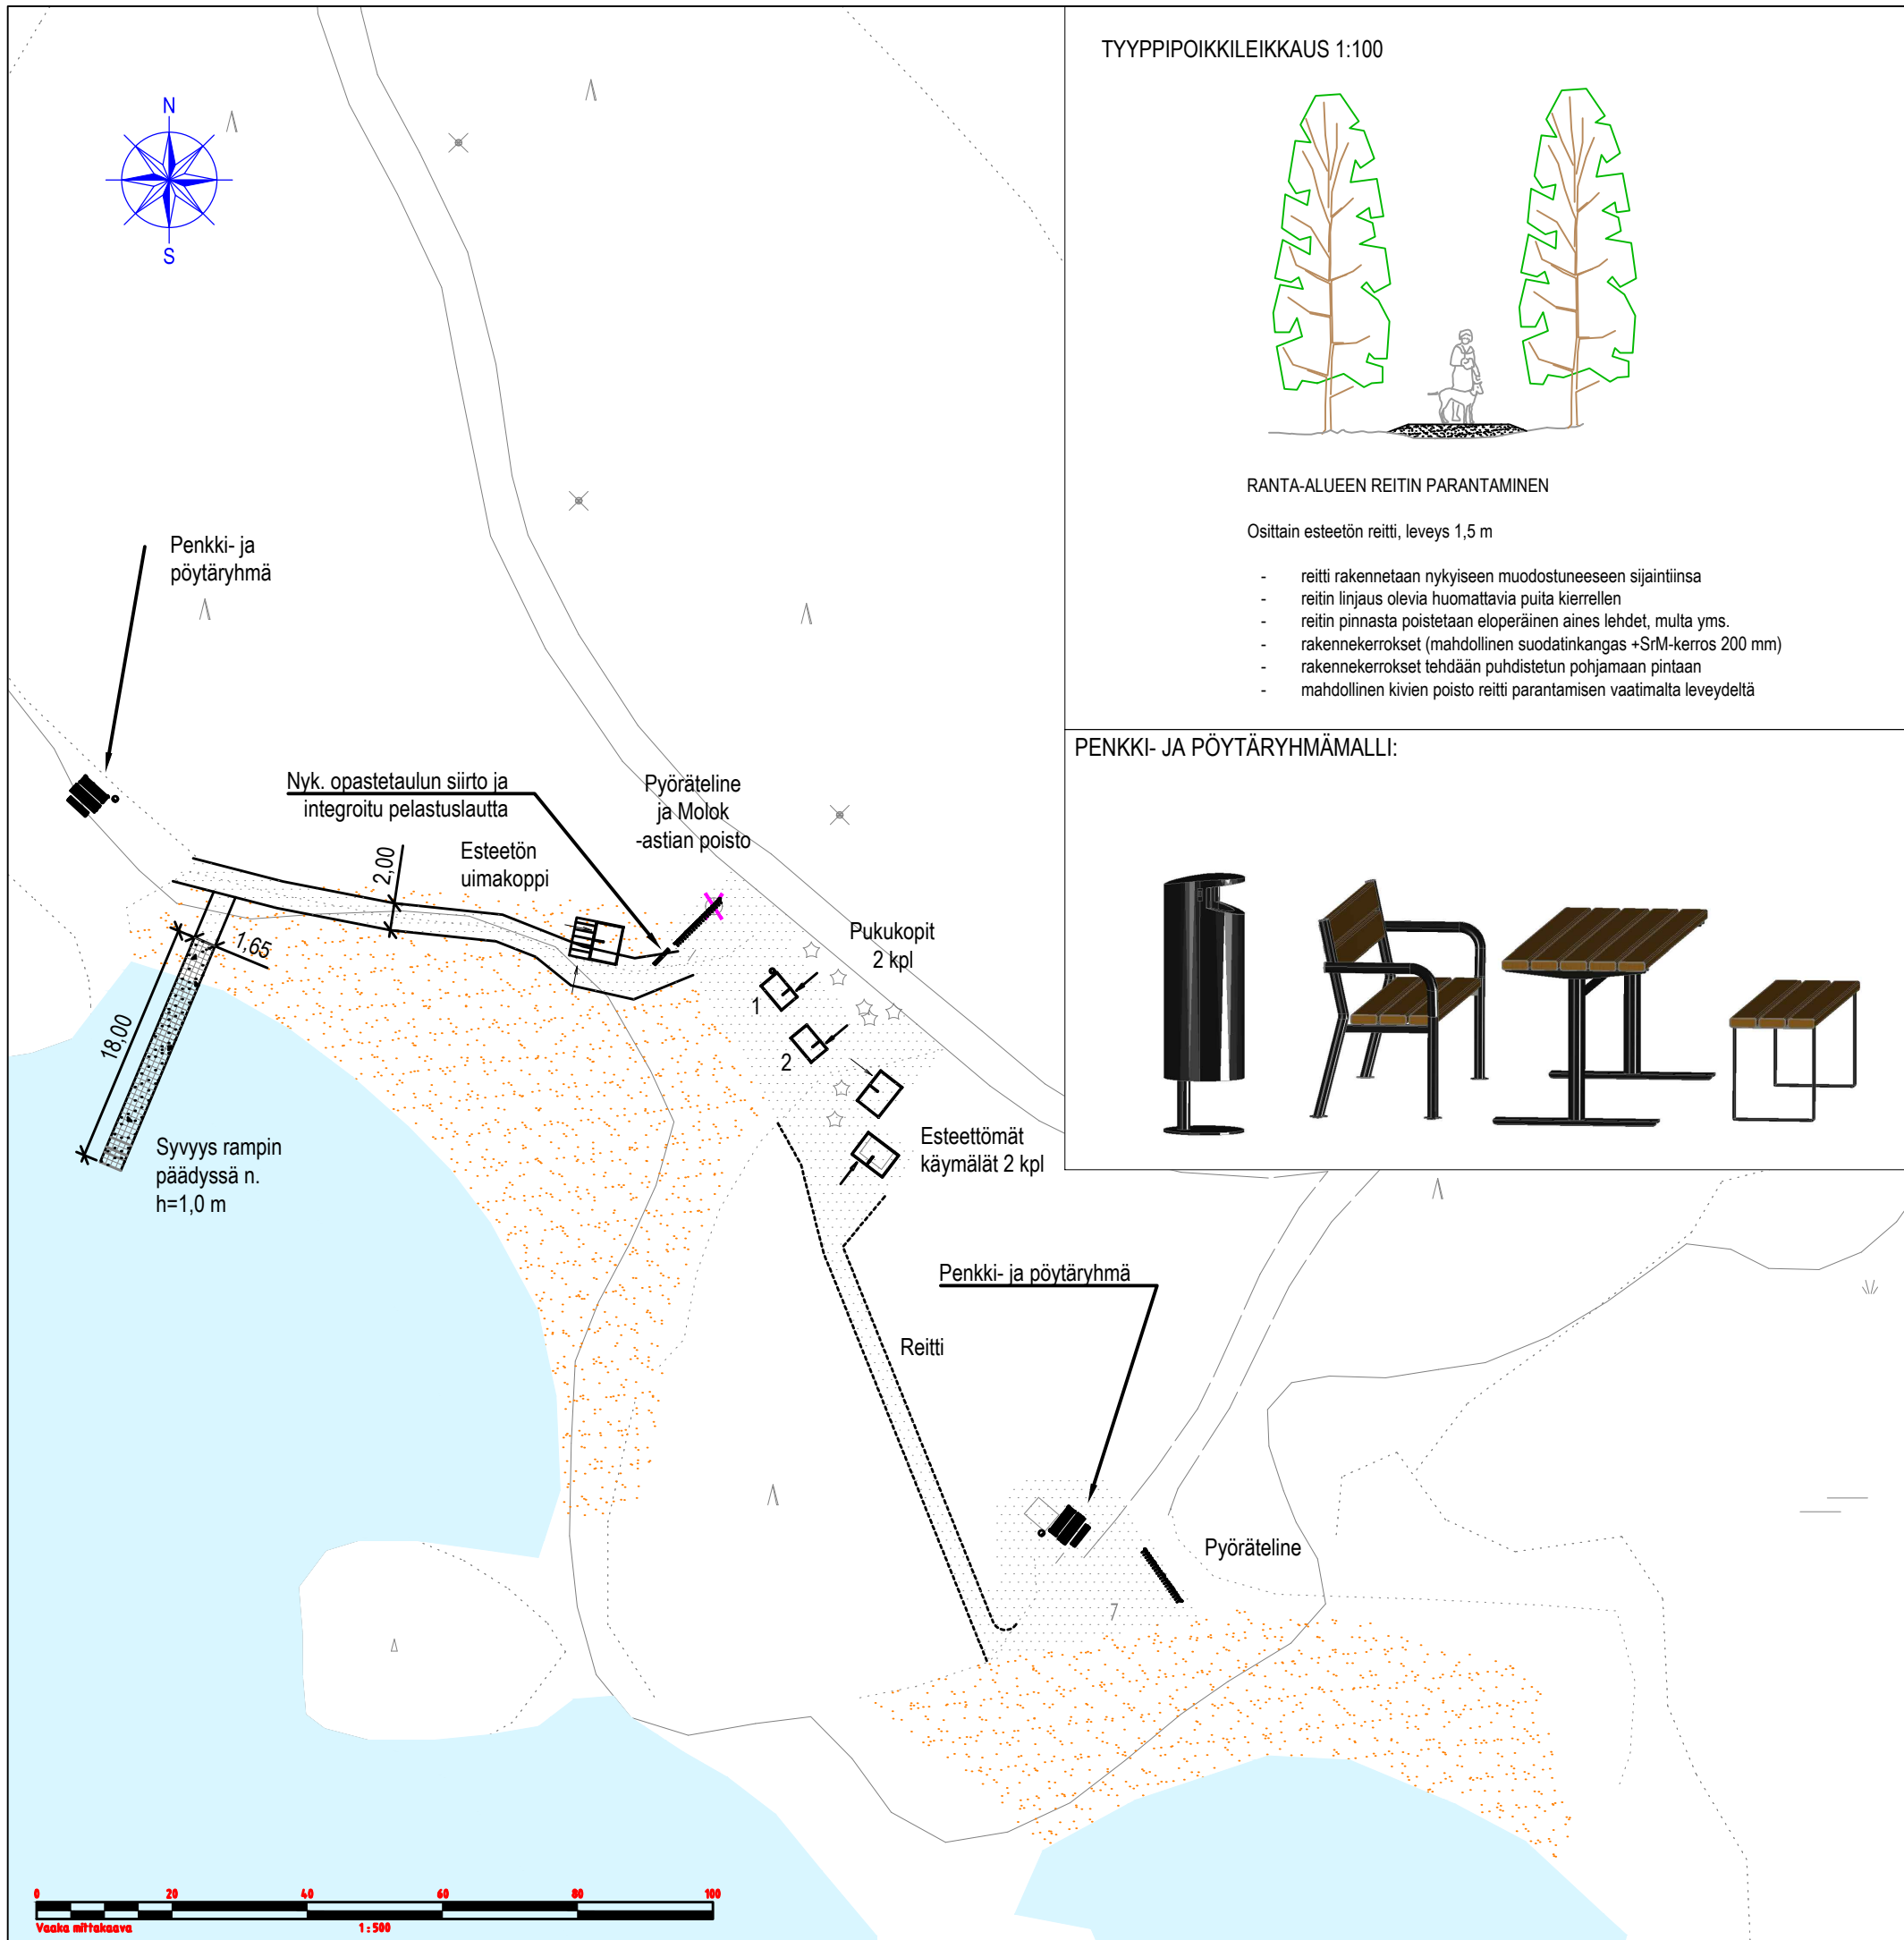 TYYPPIPOIKKILEIKKAUS 1:100
N
S
RANTA-ALUEEN REITIN PARANTAMINEN
Osittain esteetön reitti, leveys 1,5 m
- reitti rakennetaan nykyiseen muodostuneeseen sijaintiinsa
- reitin linjaus olevia huomattavia puita kierrellen
- reitin pinnasta poistetaan eloperäinen aines lehdet, multa yms.
- rakennekerrokset (mahdollinen suodatinkangas +SrM-kerros 200 mm)
- rakennekerrokset tehdään puhdistetun pohjamaan pintaan
- mahdollinen kivien poisto reitti parantamisen vaatimalta leveydeltä
PENKKI- JA PÖYTÄRYHMÄMALLI:
Penkki- ja
pöytäryhmä
Nyk. opastetaulun siirto ja
integroitu pelastuslautta
Pyöräteline
ja Molok
-astian poisto
Esteetön
uimakoppi
2,00
1,65
18,00
Pukukopit
2 kpl
1
2
Syvyys rampin
päädyssä n.
h=1,0 m
Esteettömät
käymälät 2 kpl
Penkki- ja pöytäryhmä
Reitti
Pyöräteline
7
0 20 40 60 80 100
Vaaka mittakaava 1:500